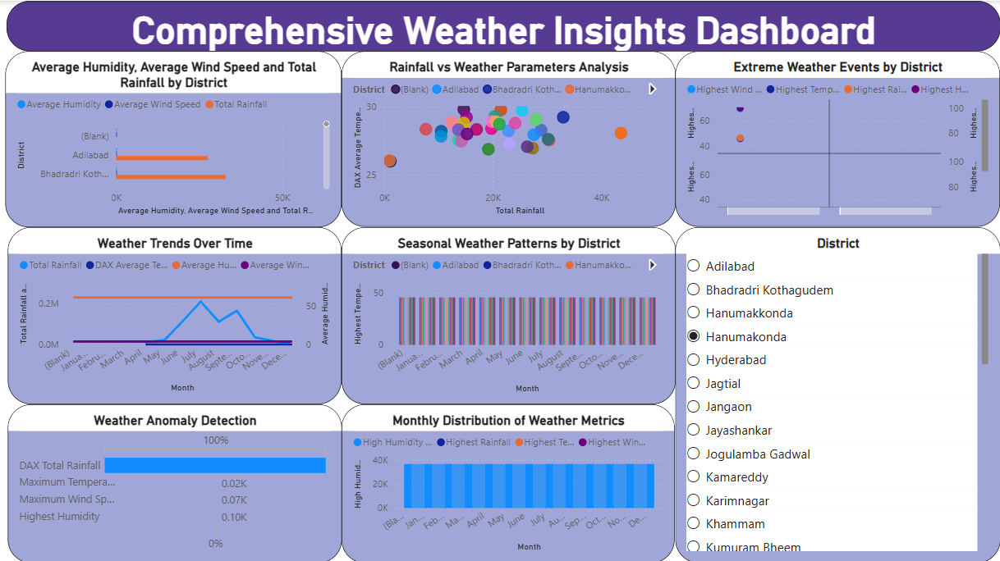 Comprehensive Weather Insights Dashboard
Average Humidity, Average Wind Speed and Total
Rainfall by District
Average Humidity Average Wind Speed Total Rainfall
District
(Blank)
Adilabad
Bhadradri Koth...
0K 50K
Average Humidity, Average Wind Speed and Total R...
Rainfall vs Weather Parameters Analysis
District (Blank) Adilabad Bhadradri Koth... Hanumakko...
DAX Average Tempe...
30
25
0K 20K 40K
Total Rainfall
Extreme Weather Events by District
Highest Wind ... Highest Temp... Highest Rai... Highest H...
Highes...
60
40
100
80
Highes...
Highes...
60
40
100
80
Highes...
Weather Trends Over Time
Total Rainfall DAX Average Te... Average Hu... Average Win...
Total Rainfall a...
0.2M
0.0M
50
0
Average Humid...
(Blank) Janua... Febru... March April May June July August Septe... Octo... Nove... Dece...
Month
Seasonal Weather Patterns by District
District (Blank) Adilabad Bhadradri Koth... Hanumakko...
Highest Tempe...
50
0
(Blank) Janua... Febru... March April May June July August Septe... Octo... Nove... Dece...
Month
District
Adilabad
Bhadradri Kothagudem
Hanumakkonda
Hanumakonda
Hyderabad
Jagtial
Jangaon
Jayashankar
Jogulamba Gadwal
Kamareddy
Karimnagar
Khammam
Kumuram Bheem
Weather Anomaly Detection
100%
DAX Total Rainfall
Maximum Tempera... 0.02K
Maximum Wind Sp... 0.07K
Highest Humidity 0.10K
0%
Monthly Distribution of Weather Metrics
High Humidity ... Highest Rainfall Highest Te... Highest Win...
High Humid...
40K
20K
0K
(Bla... Jan... Feb... Ma... April May June July Au... Sep... Oct... No... De...
Month